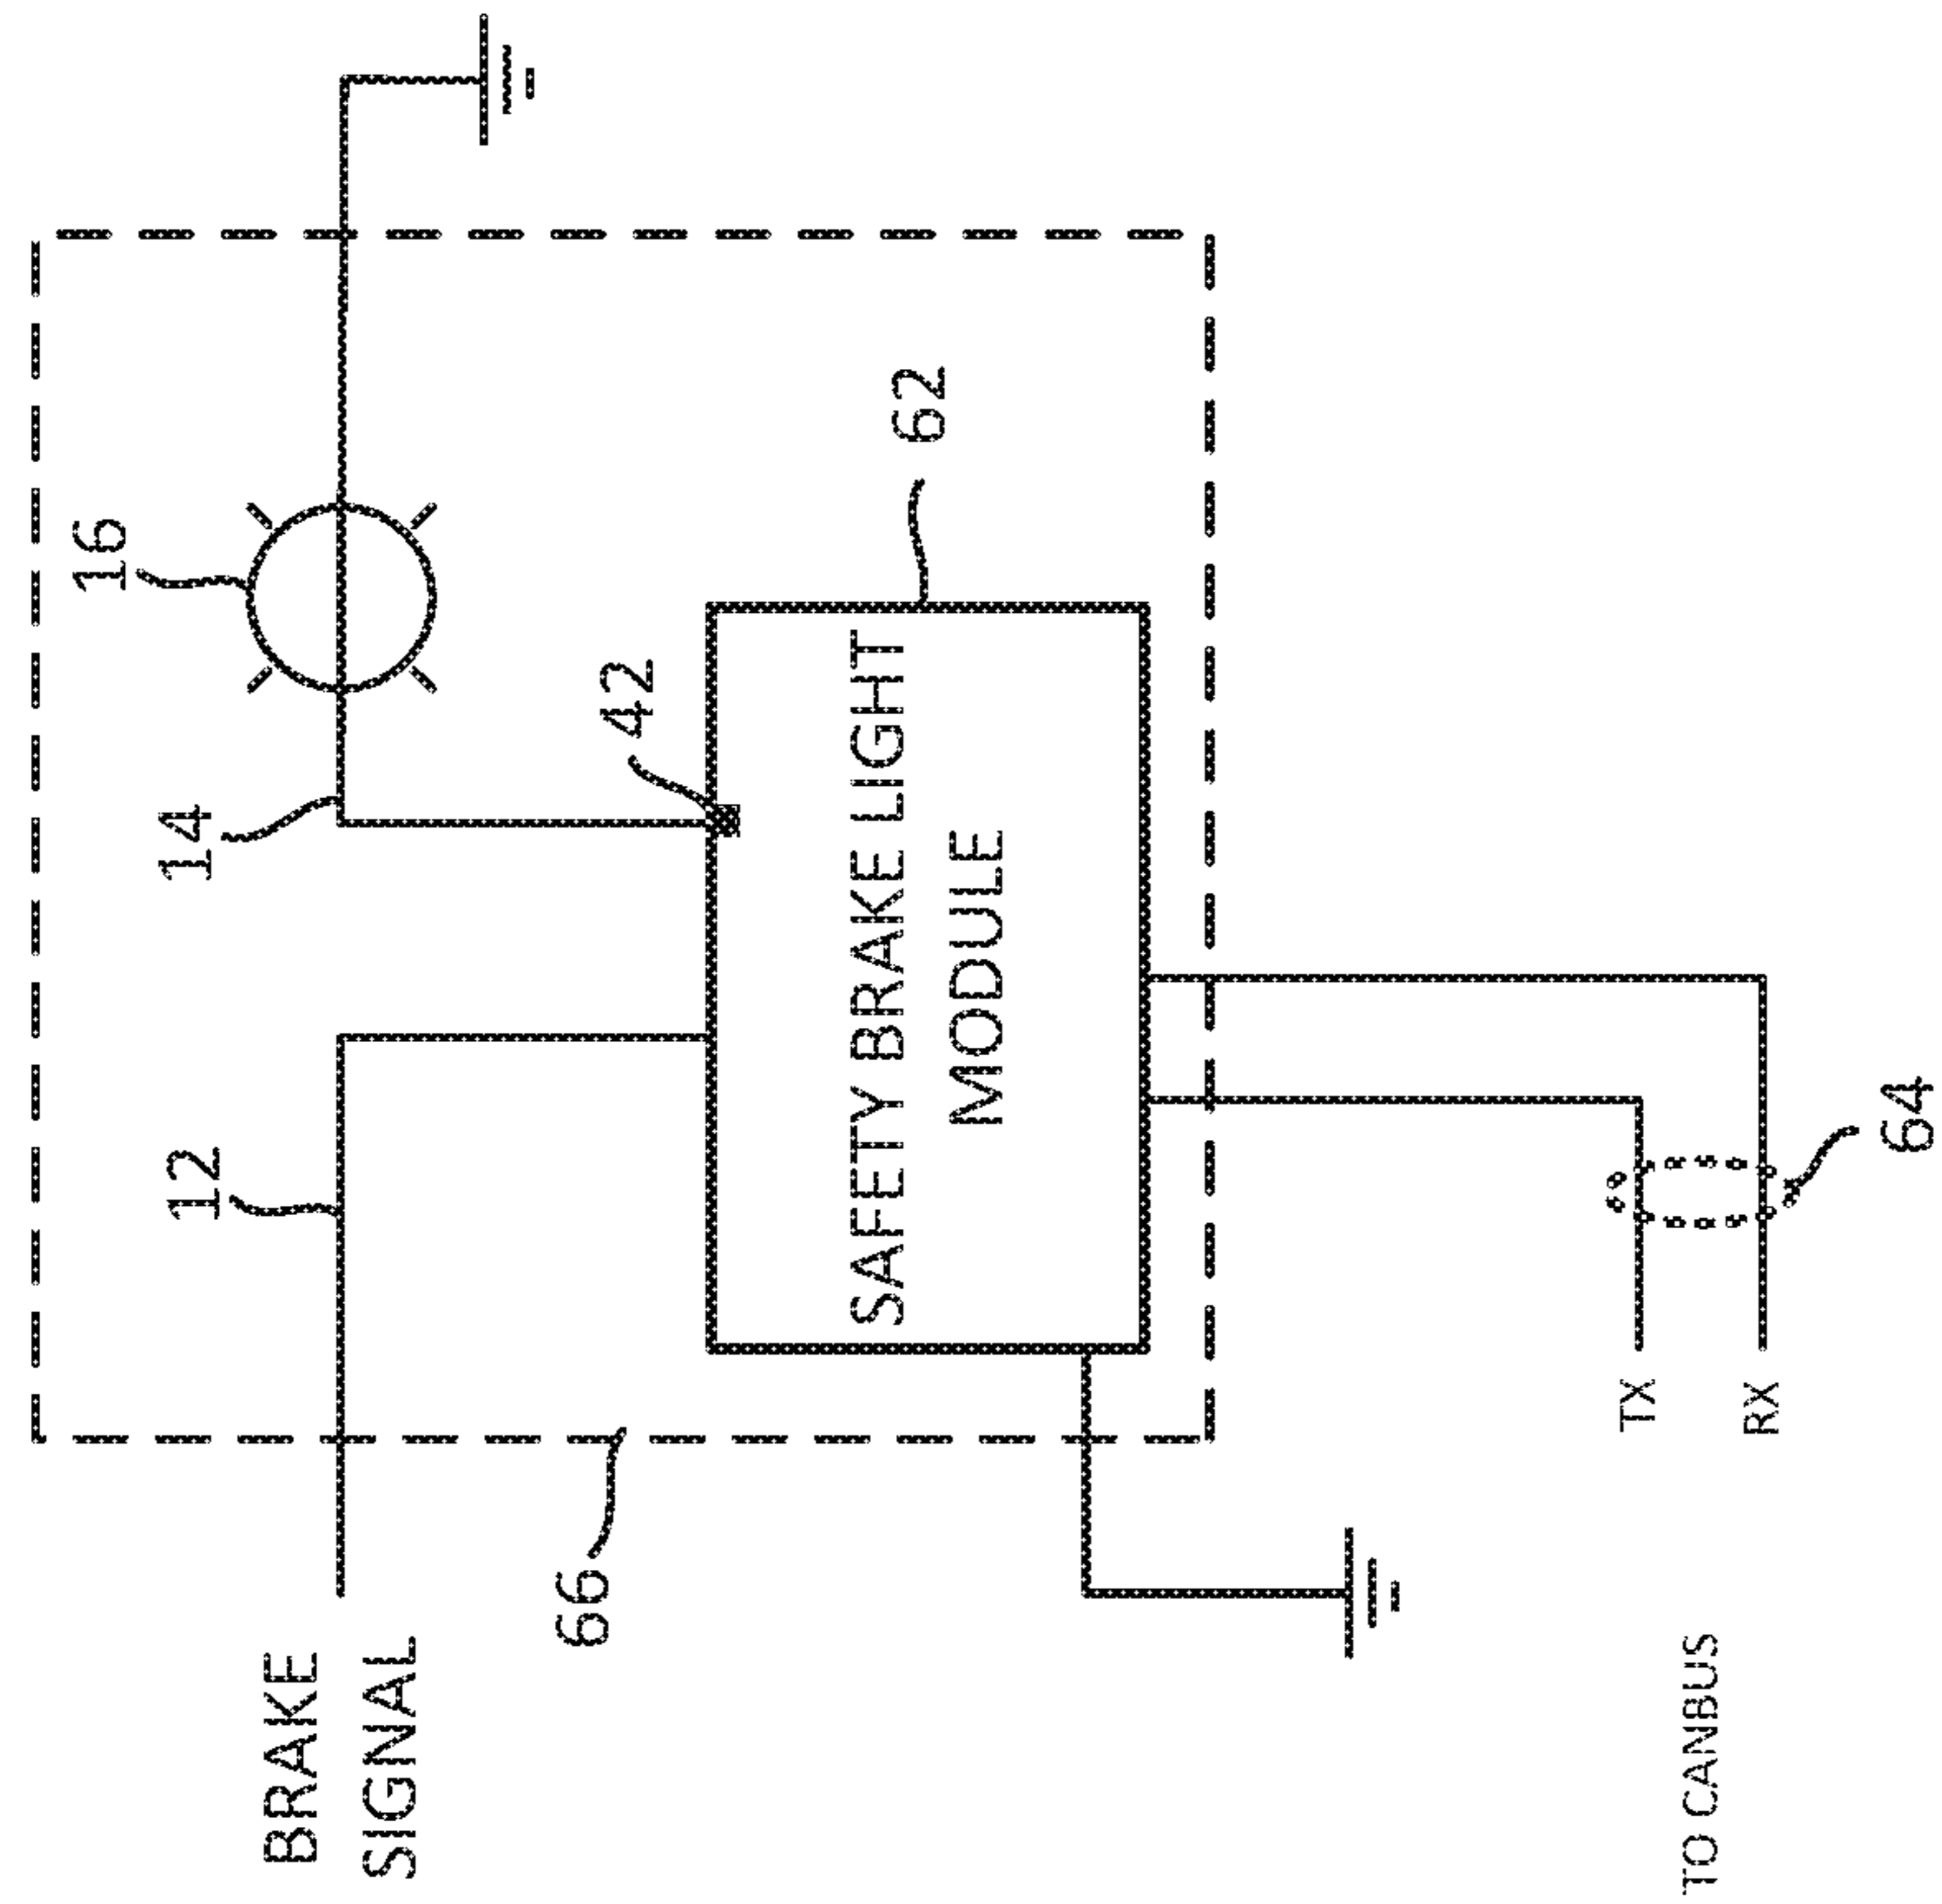 16
14
12
BRAKE
SIGNAL
66
42
62
SAFETY BRAKE LIGHT
MODULE
TX
TO CANBUS
RX
64